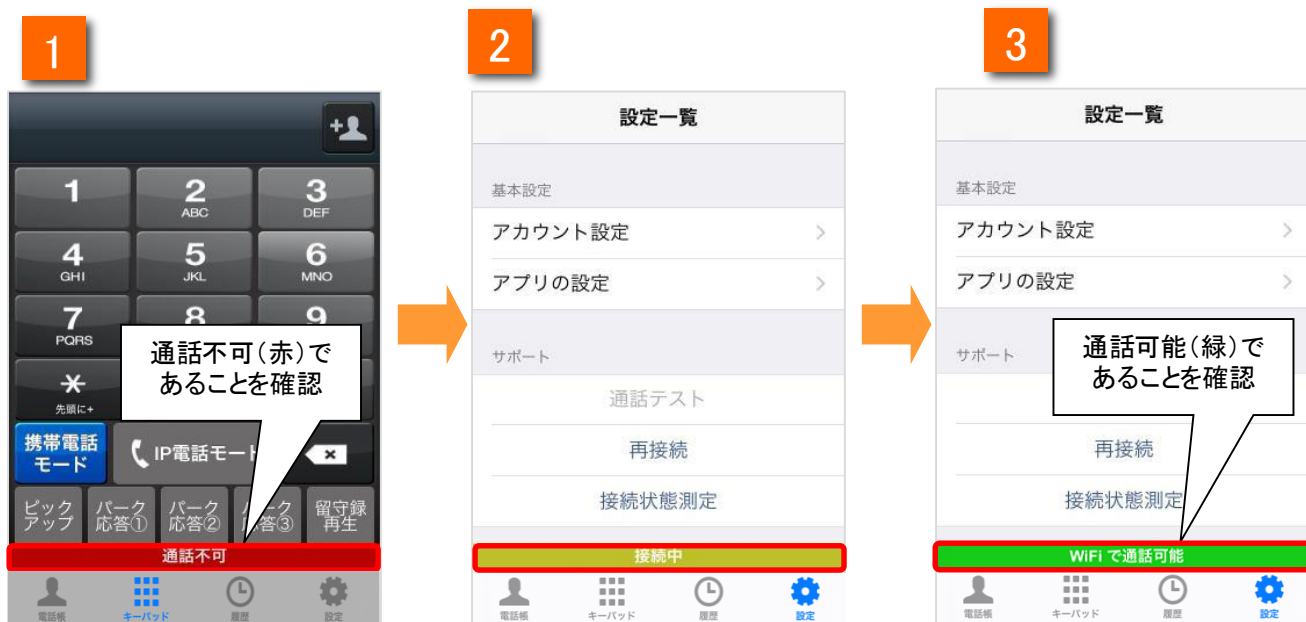 1
2
3
1
2
ABC
3
DEF
4
GHI
5
JKL
6
MNO
7
PQRS
8
9
先頭に+
通話不可(赤)で
あることを確認
携帯電話
モード
IP電話モード
ピック
アップ
パーク
応答①
パーク
応答②
パーク
応答③
留守録
再生
通話不可
電話帳
キーパッド
履歴
設定
設定一覧
基本設定
アカウント設定
アプリの設定
サポート
通話テスト
再接続
接続状態測定
接続中
電話帳
キーパッド
履歴
設定
設定一覧
基本設定
アカウント設定
アプリの設定
サポート
通話可能(緑)で
あることを確認
再接続
接続状態測定
WiFi で通話可能
電話帳
キーパッド
履歴
設定